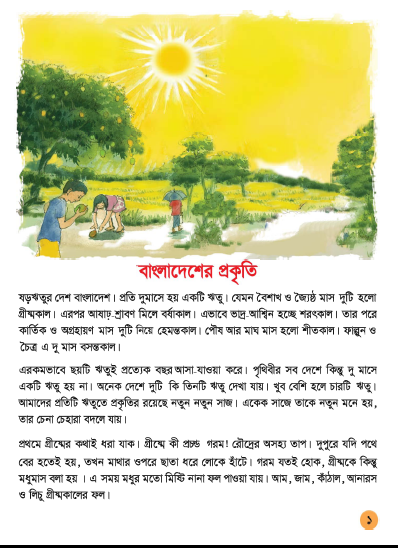 বাংলাদেশের প্রকৃতি
ষড়ঋতুর দেশ বাংলাদেশ। প্রতি দুমাসে হয় একটি ঋতু। যেমন বৈশাখ ও জ্যৈষ্ঠ মাস দুটি হলো
গ্রীষ্মকাল। এরপর আষাঢ়-শ্রাবণ মিলে বর্ষাকাল। এভাবে ভাদ্র-আশ্বিন হচ্ছে শরৎকাল। তার পরে
কার্তিক ও অগ্রহায়ণ মাস দুটি নিয়ে হেমন্তকাল। পৌষ আর মাঘ মাস হলো শীতকাল। ফাল্গুন ও
চৈত্র এ দু মাস বসন্তকাল।
এরকমভাবে ছয়টি ঋতুই প্রত্যেক বছর আসা-যাওয়া করে। পৃথিবীর সব দেশে কিন্তু দু মাসে
একটি ঋতু হয় না। অনেক দেশে দুটি কি তিনটি ঋতু দেখা যায়। খুব বেশি হলে চারটি ঋতু।
আমাদের প্রতিটি ঋতুতে প্রকৃতির রয়েছে নতুন নতুন সাজ। একেক সাজে তাকে নতুন মনে হয়,
তার চেনা চেহারা বদলে যায়।
প্রথমে গ্রীষ্মের কথাই ধরা যাক। গ্রীষ্মে কী প্রচন্ড গরম! রৌদ্রের অসহ্য তাপ। দুপুরে যদি পথে
বের হতেই হয়, তখন মাথার ওপরে ছাতা ধরে লোকে হাঁটে। গরম যতই হোক, গ্রীষ্মকে কিন্তু
মধুমাস বলা হয় । এ সময় মধুর মতো মিষ্টি নানা ফল পাওয়া যায়। আম, জাম, কাঁঠাল, আনারস
ও লিচু গ্রীষ্মকালের ফল।
১